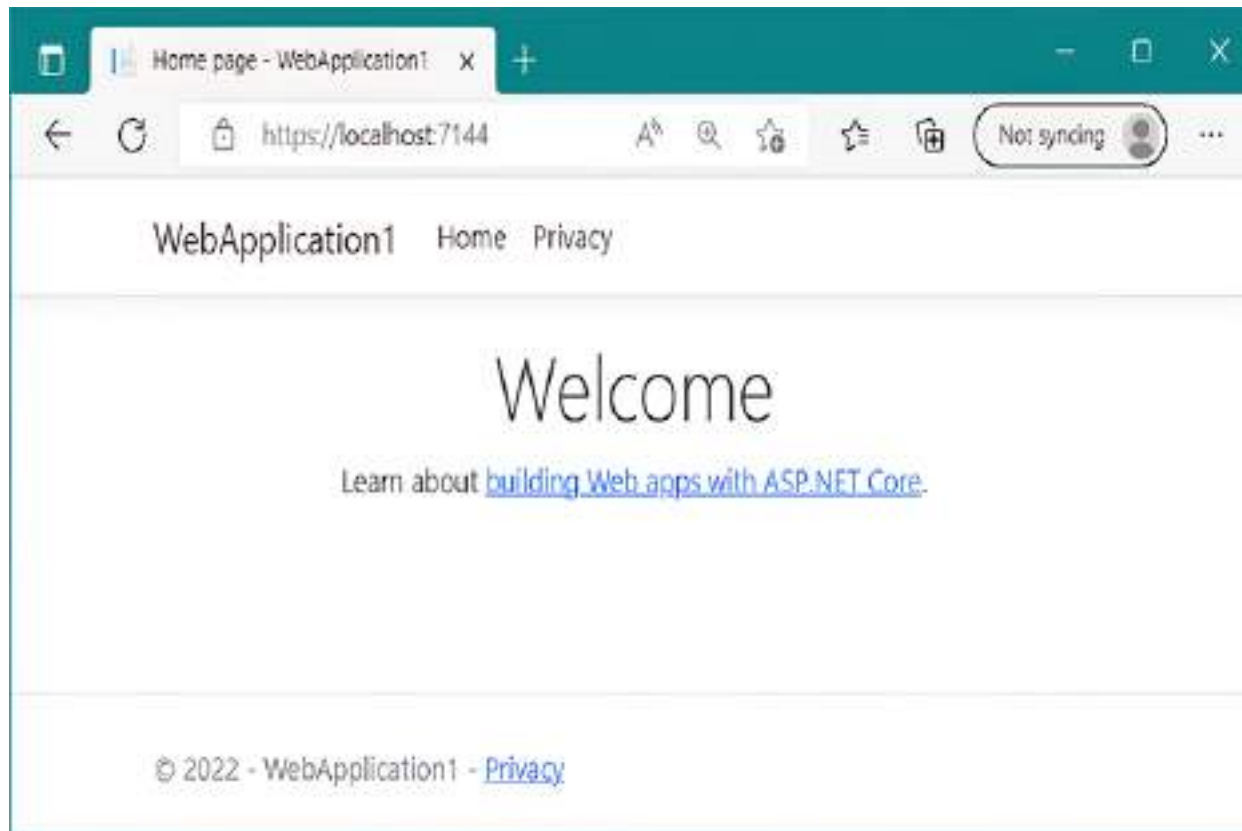 Home page - WebApplication1
https://localhost:7144
Not syncing
WebApplication1 Home Privacy
Welcome
Learn about building Web apps with ASP.NET Core.
© 2022 - WebApplication1 - Privacy